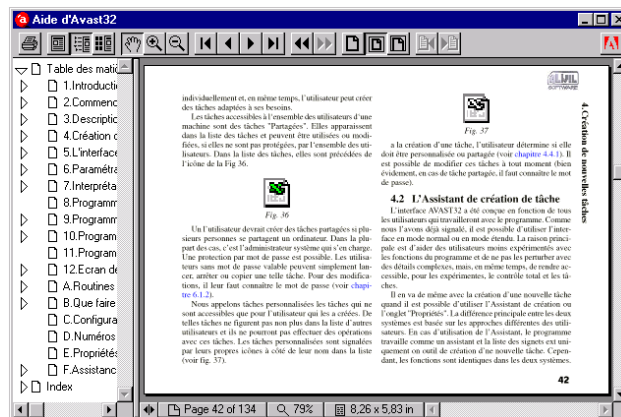 Aide d'Avast32
Table des matiè
1.Introductio
2.Commenc
3.Descriptic
4.Création d
5.L'interface
6.Paramétra
7.Interpréta
8.Programm
9.Programm
10.Program
11.Program
12.Ecran de
A.Routines
B.Que faire
C.Configura
D.Numéros
E.Propriétés
F.Assistanc
Index
individuellement et, en même temps, l'utilisateur peut créer
des tâches adaptés à ses besoins.
Les tâches accessibles à l'ensemble des utilisateurs d'une
machine sont des tâches "Partagées". Elles apparaissent
dans la liste des tâches et peuvent être utilisées ou modi-
fiées, si elles ne sont pas protégées, par l'ensemble des uti-
lisateurs. Dans la liste des tâches, elles sont précédées de
l'icône de la Fig 36.
Fig. 36
Un l'utilisateur devrai créer des tâches partagées si plu-
sieurs personnes se partagent un ordinateur. Dans la plu-
part des cas, c'est l'administrateur système qui s'en charge.
Une protection par mot de passe est possible. Les utilisa-
teurs sans mot de passe valable peuvent simplement lan-
cer, arrêter ou copier une telle tâche. Pour des modifica-
tions, il leur faut connaître le mot de passe (voir chapi-
tre 6.1.2).
Nous appelons tâches personnalisées les tâches qui ne
sont accessibles que pour l'utilisateur qui les a créées. De
telles tâches ne figurent pas non plus dans la liste d'autres
utilisateurs et ils ne pourront pas effectuer des opérations
avec ces tâches. Les tâches personnalisées sont signalées
par leurs propres icônes à côté de leur nom dans la liste
(voir fig. 37).
ALWIL
SOFTWARE
Fig. 37
a la création d'une tâche, l'utilisateur détermine si elle
doit être personnalisée ou partagée (voir chapitre 4.4.1). Il
est possible de modifier ces tâches à tout moment (bien
évidement, en cas de tâche partagée, il faut connaître le mot
de passe).
4.2 L'Assistant de création de tâche
L'interface AVAST32 a été conçue en fonction de tous
les utilisateurs qui travailleront avec le programme. Comme
nous l'avons déjà signalé, il est possible d'utiliser l'inter-
face en mode normal ou en mode étendu. La raison princi-
pale est d'aider des utilisateurs moins expérimentés avec
les fonctions du programme et de ne pas les perturber avec
des détails complexes, mais, en même temps, de rendre ac-
cessible, pour les expérimentés, le contrôle total et les tâ-
ches.
Il en va de même avec la création d'une nouvelle tâche
quand il est possible d'utiliser l'Assistant de création ou
l'onglet "Propriétés". La différence principale entre les deux
systèmes est basée sur les approches différentes des utili-
sateurs. En cas d'utilisation de l'Assistant, le programme
travaille comme un assistant et la liste des signets est uni-
quement on outil de création d'une nouvelle tâche. Cepen-
dant, les fonctions sont identiques dans les deux systèmes.
4.Création de nouvelles tâches
42
Page 42 of 134
79%
8,26 x 5,83 in